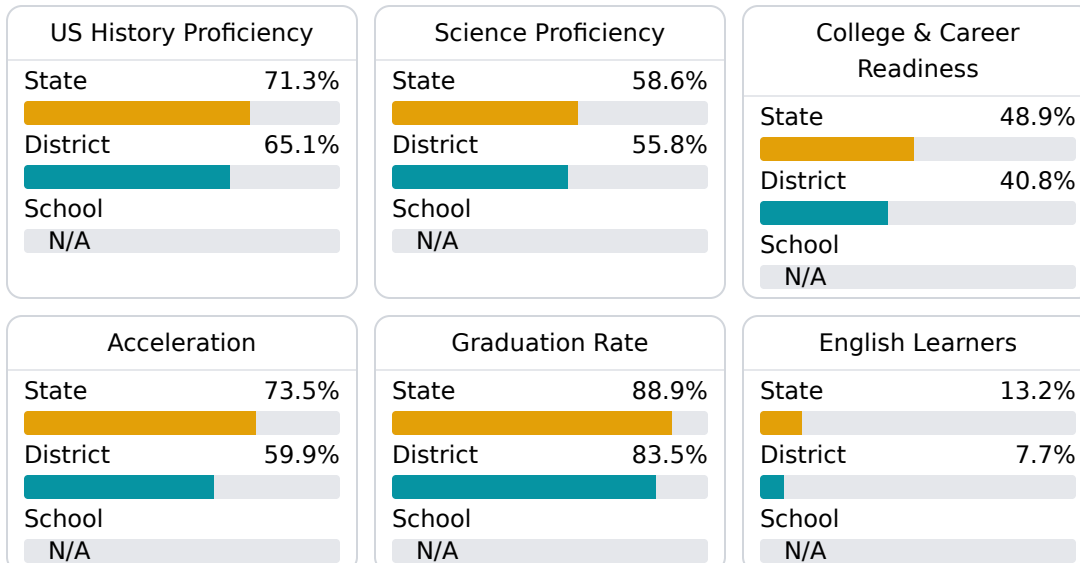 US History Proficiency
State 71.3%
District 65.1%
School
N/A
Science Proficiency
State 58.6%
District 55.8%
School
N/A
College & Career
Readiness
State 48.9%
District 40.8%
School
N/A
Acceleration
State 73.5%
District 59.9%
School
N/A
Graduation Rate
State 88.9%
District 83.5%
School
N/A
English Learners
State 13.2%
District 7.7%
School
N/A